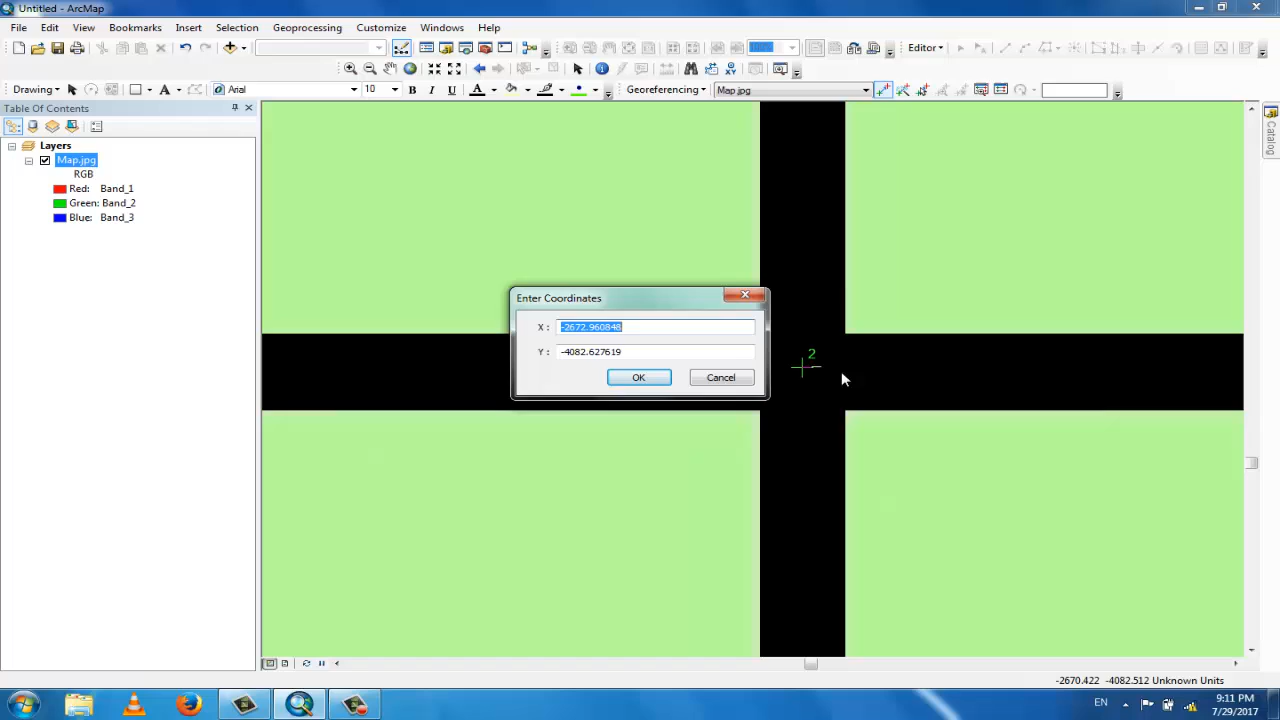 Untitled - ArcMap
File Edit View Bookmarks Insert Selection Geoprocessing Customize Windows Help
Editor
Drawing A Arial 10 B I U A Georeferencing Map.jpg
Table Of Contents
Layers
Map.jpg
RGB
Red: Band_1
Green: Band_2
Blue: Band_3
Catalog
Enter Coordinates
X : -2672.960848
Y : -4082.627619
OK Cancel
2
-2670.422 -4082.512 Unknown Units
EN 9:11 PM
7/29/2017